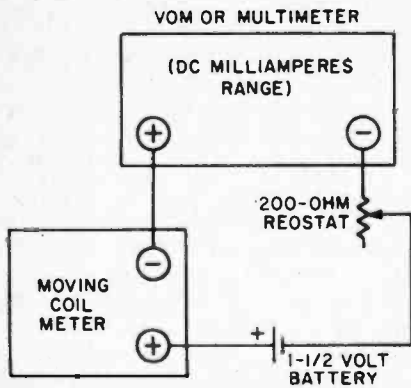 VOM OR MULTIMETER
(DC MILLIAMPERES
RANGE)
+
−
200-OHM
REOSTAT
−
MOVING
COIL
METER
+
+
1-1/2 VOLT
BATTERY